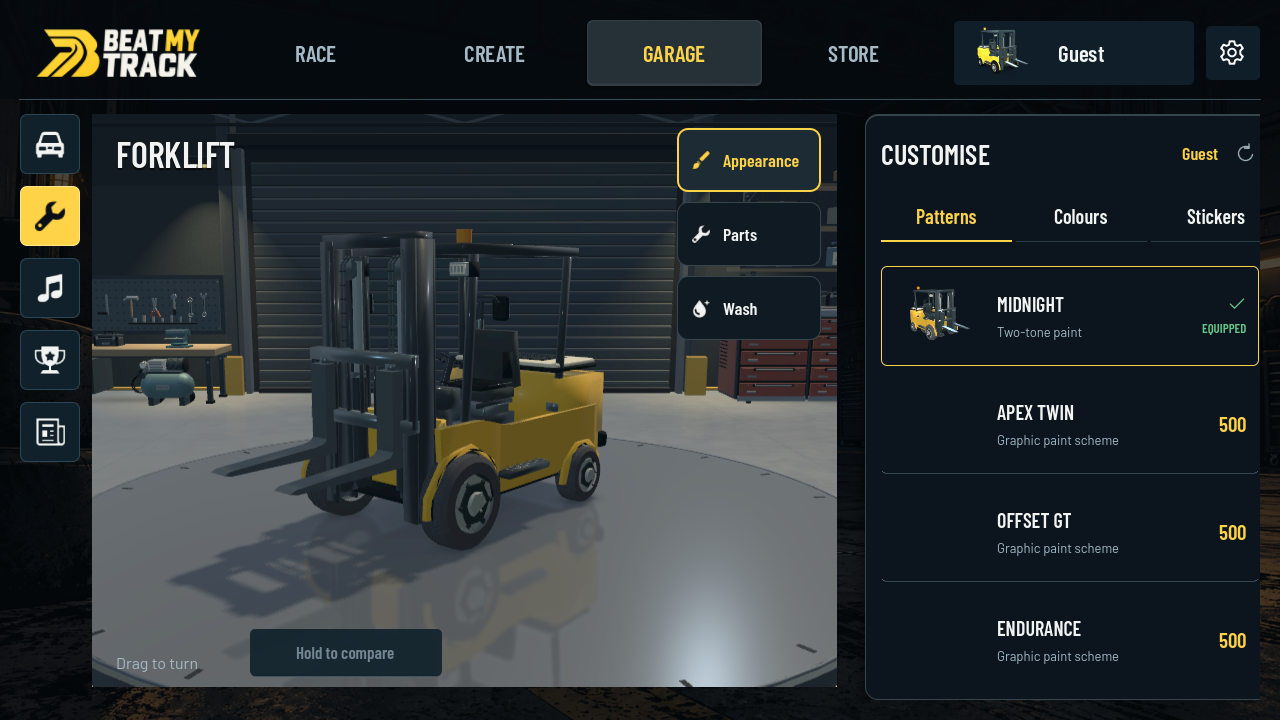 BEATMY
TRACK
RACE
CREATE
GARAGE
STORE
Guest
FORKLIFT
Appearance
Parts
Wash
Drag to turn
Hold to compare
CUSTOMISE
Guest
Patterns
Colours
Stickers
MIDNIGHT
Two-tone paint
EQUIPPED
APEX TWIN
Graphic paint scheme
500
OFFSET GT
Graphic paint scheme
500
ENDURANCE
Graphic paint scheme
500